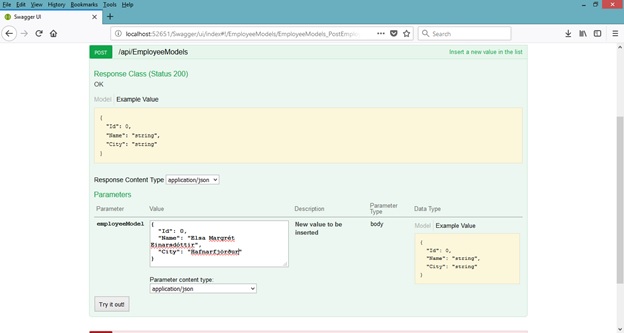 File Edit View History Bookmarks Tools Help
Swagger UI
localhost:52651/Swagger/ui/index#!/EmployeeModels/EmployeeModels_PostEmplo
Search
POST /api/EmployeeModels Insert a new value in the list
Response Class (Status 200)
OK
Model Example Value
{
"Id": 0,
"Name": "string",
"City": "string"
}
Response Content Type application/json
Parameters
Parameter Value Description Parameter Type Data Type
employeeModel
{
"Id": 0,
"Name": "Elsa Margrét
Einarsdóttir",
"City": "Hafnarfjörður"
}
New value to be
inserted
body
Model Example Value
{
"Id": 0,
"Name": "string",
"City": "string"
}
Parameter content type:
application/json
Try it out!